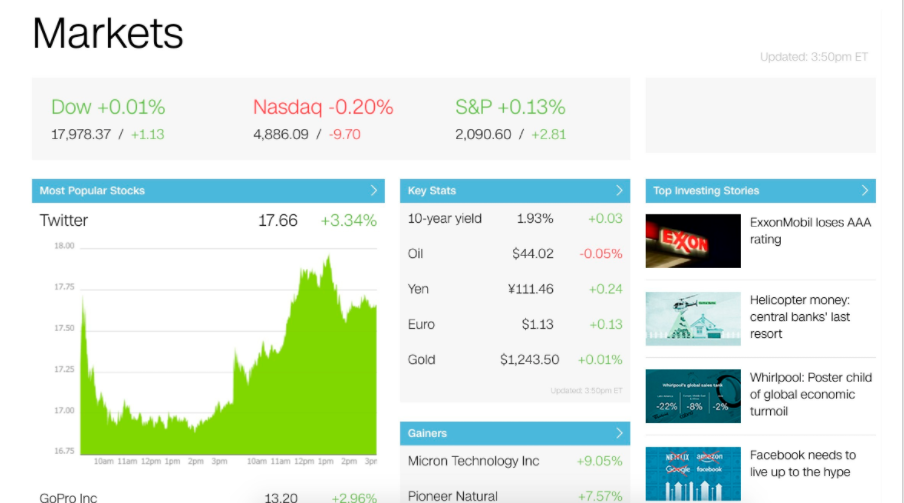 Markets
Updated: 3:50pm ET
Dow +0.01%
17,978.37 / +1.13
Nasdaq -0.20%
4,886.09 / -9.70
S&P +0.13%
2,090.60 / +2.81
Most Popular Stocks
Twitter 17.66 +3.34%
18.00
17.75
17.50
17.25
17.00
16.75
10am 11am 12pm 1pm 2pm 3pm 10am 11am 12pm 1pm 2pm 3pm
GoPro Inc 13.20 +2.96%
Key Stats
10-year yield 1.93% +0.03
Oil $44.02 -0.05%
Yen ¥111.46 +0.24
Euro $1.13 +0.13
Gold $1,243.50 +0.01%
Updated: 3:50pm ET
Gainers
Micron Technology Inc +9.05%
Pioneer Natural +7.57%
Top Investing Stories
EXXON
ExxonMobil loses AAA
rating
Helicopter money:
central banks' last
resort
Whirlpool's global sales tank
-22% -8% -2%
Whirlpool: Poster child
of global economic
turmoil
NETFLIX amazon
Google facebook
Facebook needs to
live up to the hype